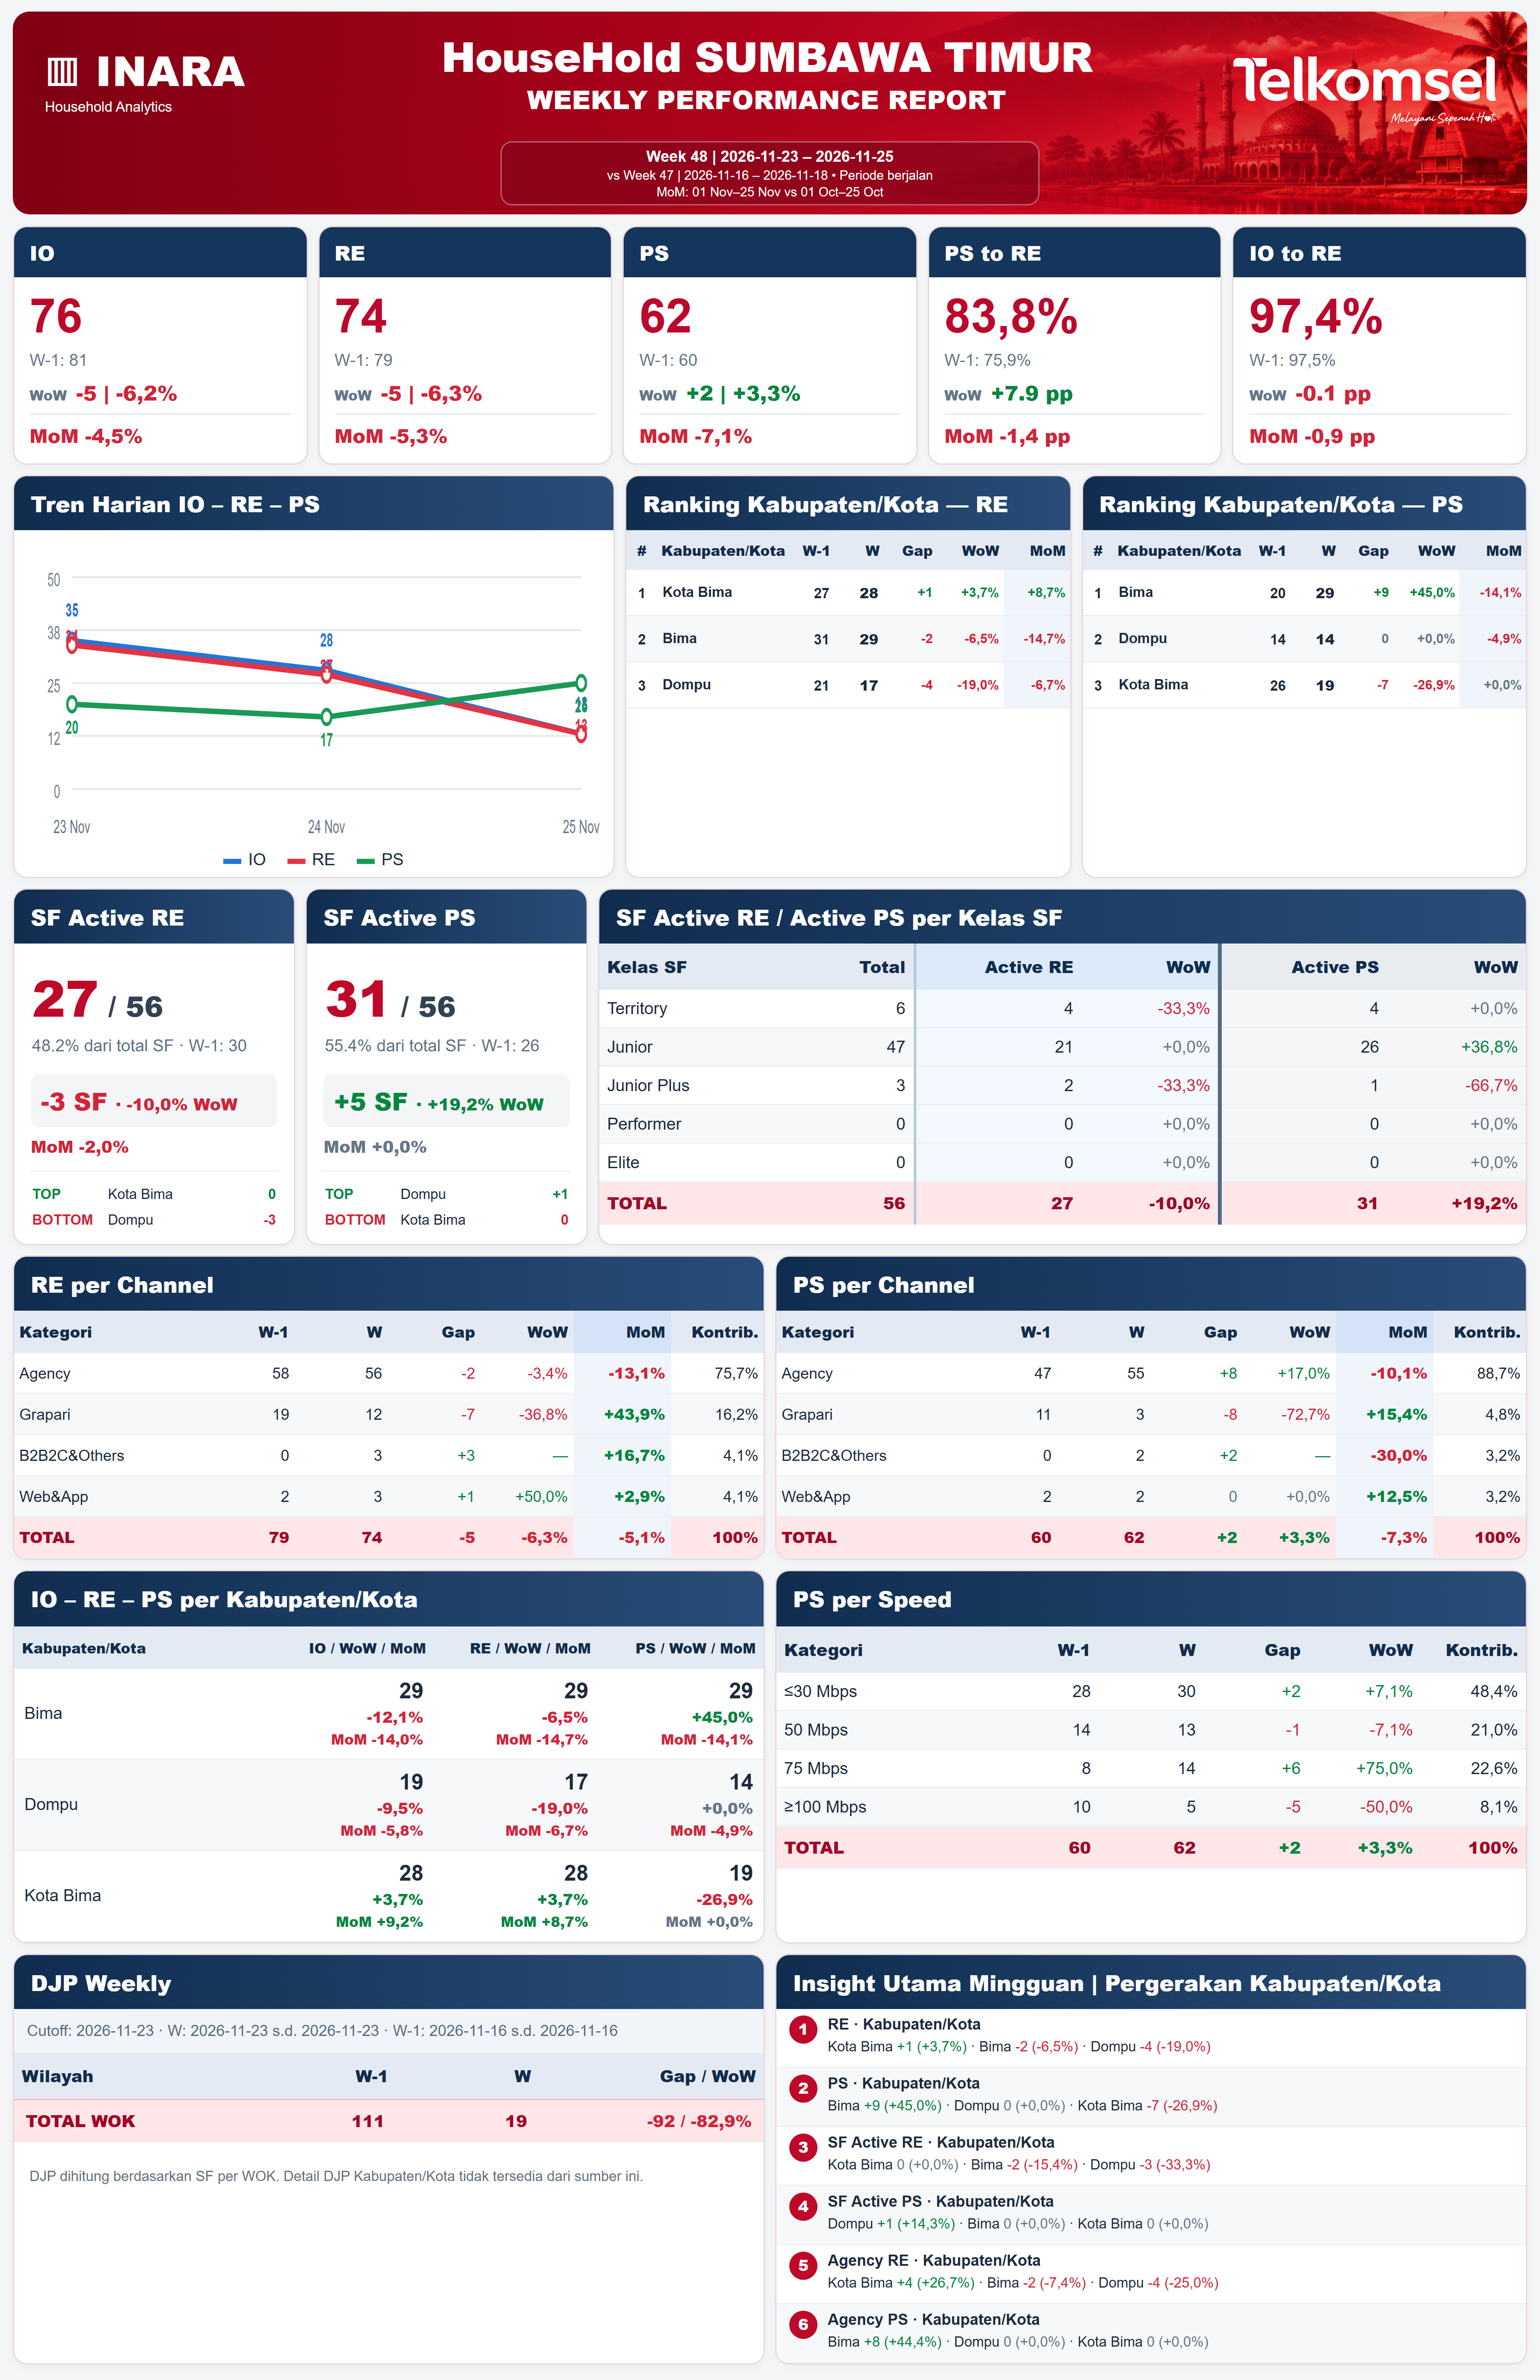 INARA
Household Analytics
HouseHold SUMBAWA TIMUR
WEEKLY PERFORMANCE REPORT
Week 48 | 2026-11-23 – 2026-11-25
vs Week 47 | 2026-11-16 – 2026-11-18 • Periode berjalan
MoM: 01 Nov–25 Nov vs 01 Oct–25 Oct
Telkomsel
Melayani Sepenuh Hati
IO
76
W-1: 81
WoW -5 | -6,2%
MoM -4,5%
RE
74
W-1: 79
WoW -5 | -6,3%
MoM -5,3%
PS
62
W-1: 60
WoW +2 | +3,3%
MoM -7,1%
PS to RE
83,8%
W-1: 75,9%
WoW +7.9 pp
MoM -1,4 pp
IO to RE
97,4%
W-1: 97,5%
WoW -0.1 pp
MoM -0,9 pp
Tren Harian IO – RE – PS
50
38
25
12
0
35
28
20
17
23 Nov 24 Nov 25 Nov
IO RE PS
Ranking Kabupaten/Kota — RE
# Kabupaten/Kota W-1 W Gap WoW MoM
1 Kota Bima 27 28 +1 +3,7% +8,7%
2 Bima 31 29 -2 -6,5% -14,7%
3 Dompu 21 17 -4 -19,0% -6,7%
Ranking Kabupaten/Kota — PS
# Kabupaten/Kota W-1 W Gap WoW MoM
1 Bima 20 29 +9 +45,0% -14,1%
2 Dompu 14 14 0 +0,0% -4,9%
3 Kota Bima 26 19 -7 -26,9% +0,0%
SF Active RE
27 / 56
48.2% dari total SF · W-1: 30
-3 SF · -10,0% WoW
MoM -2,0%
TOP Kota Bima 0
BOTTOM Dompu -3
SF Active PS
31 / 56
55.4% dari total SF · W-1: 26
+5 SF · +19,2% WoW
MoM +0,0%
TOP Dompu +1
BOTTOM Kota Bima 0
SF Active RE / Active PS per Kelas SF
Kelas SF Total Active RE WoW Active PS WoW
Territory 6 4 -33,3% 4 +0,0%
Junior 47 21 +0,0% 26 +36,8%
Junior Plus 3 2 -33,3% 1 -66,7%
Performer 0 0 +0,0% 0 +0,0%
Elite 0 0 +0,0% 0 +0,0%
TOTAL 56 27 -10,0% 31 +19,2%
RE per Channel
Kategori W-1 W Gap WoW MoM Kontrib.
Agency 58 56 -2 -3,4% -13,1% 75,7%
Grapari 19 12 -7 -36,8% +43,9% 16,2%
B2B2C&Others 0 3 +3 — +16,7% 4,1%
Web&App 2 3 +1 +50,0% +2,9% 4,1%
TOTAL 79 74 -5 -6,3% -5,1% 100%
PS per Channel
Kategori W-1 W Gap WoW MoM Kontrib.
Agency 47 55 +8 +17,0% -10,1% 88,7%
Grapari 11 3 -8 -72,7% +15,4% 4,8%
B2B2C&Others 0 2 +2 — -30,0% 3,2%
Web&App 2 2 0 +0,0% +12,5% 3,2%
TOTAL 60 62 +2 +3,3% -7,3% 100%
IO – RE – PS per Kabupaten/Kota
Kabupaten/Kota IO / WoW / MoM RE / WoW / MoM PS / WoW / MoM
29 29 29
Bima -12,1% -6,5% +45,0%
MoM -14,0% MoM -14,7% MoM -14,1%
19 17 14
Dompu -9,5% -19,0% +0,0%
MoM -5,8% MoM -6,7% MoM -4,9%
28 28 19
Kota Bima +3,7% +3,7% -26,9%
MoM +9,2% MoM +8,7% MoM +0,0%
PS per Speed
Kategori W-1 W Gap WoW Kontrib.
≤30 Mbps 28 30 +2 +7,1% 48,4%
50 Mbps 14 13 -1 -7,1% 21,0%
75 Mbps 8 14 +6 +75,0% 22,6%
≥100 Mbps 10 5 -5 -50,0% 8,1%
TOTAL 60 62 +2 +3,3% 100%
DJP Weekly
Cutoff: 2026-11-23 · W: 2026-11-23 s.d. 2026-11-23 · W-1: 2026-11-16 s.d. 2026-11-16
Wilayah W-1 W Gap / WoW
TOTAL WOK 111 19 -92 / -82,9%
DJP dihitung berdasarkan SF per WOK. Detail DJP Kabupaten/Kota tidak tersedia dari sumber ini.
Insight Utama Mingguan | Pergerakan Kabupaten/Kota
1 RE · Kabupaten/Kota
Kota Bima +1 (+3,7%) · Bima -2 (-6,5%) · Dompu -4 (-19,0%)
2 PS · Kabupaten/Kota
Bima +9 (+45,0%) · Dompu 0 (+0,0%) · Kota Bima -7 (-26,9%)
3 SF Active RE · Kabupaten/Kota
Kota Bima 0 (+0,0%) · Bima -2 (-15,4%) · Dompu -3 (-33,3%)
4 SF Active PS · Kabupaten/Kota
Dompu +1 (+14,3%) · Bima 0 (+0,0%) · Kota Bima 0 (+0,0%)
5 Agency RE · Kabupaten/Kota
Kota Bima +4 (+26,7%) · Bima -2 (-7,4%) · Dompu -4 (-25,0%)
6 Agency PS · Kabupaten/Kota
Bima +8 (+44,4%) · Dompu 0 (+0,0%) · Kota Bima 0 (+0,0%)